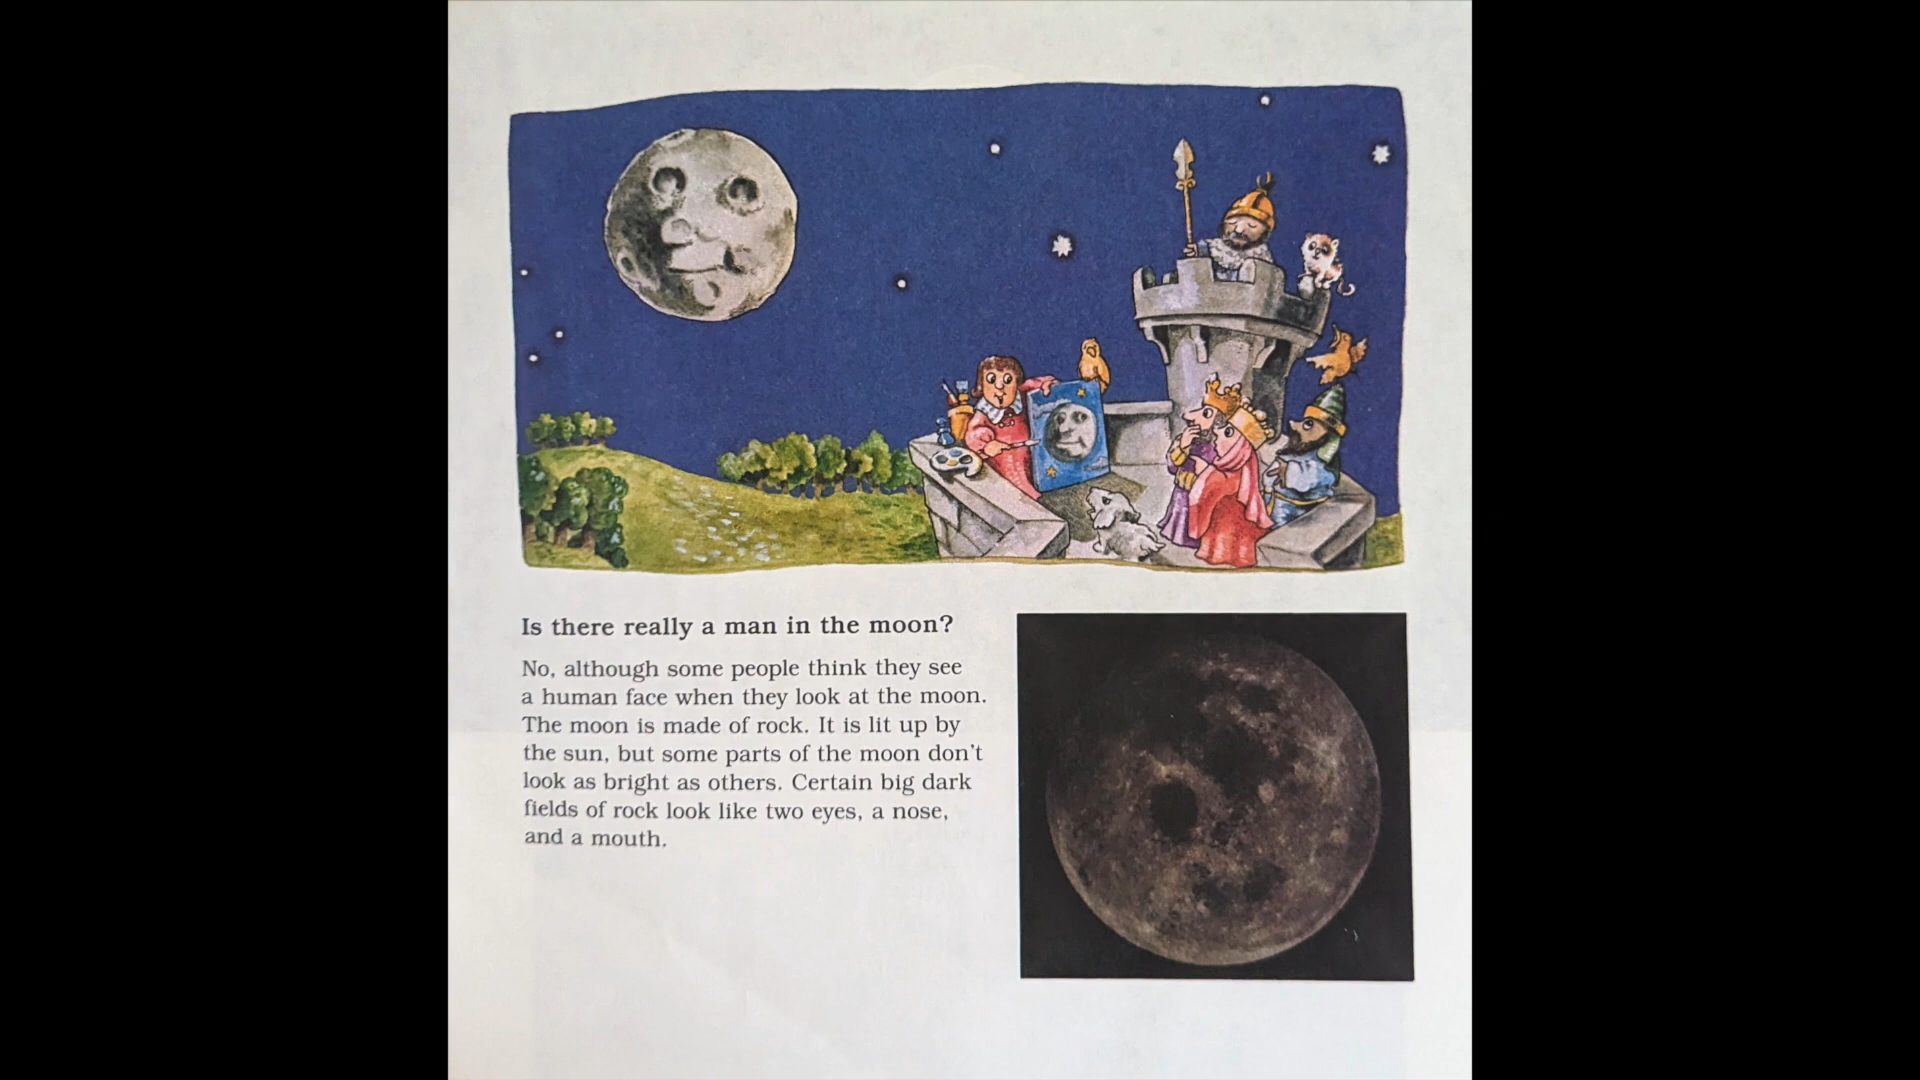 Is there really a man in the moon?
No, although some people think they see
a human face when they look at the moon.
The moon is made of rock. It is lit up by
the sun, but some parts of the moon don't
look as bright as others. Certain big dark
fields of rock look like two eyes, a nose,
and a mouth.